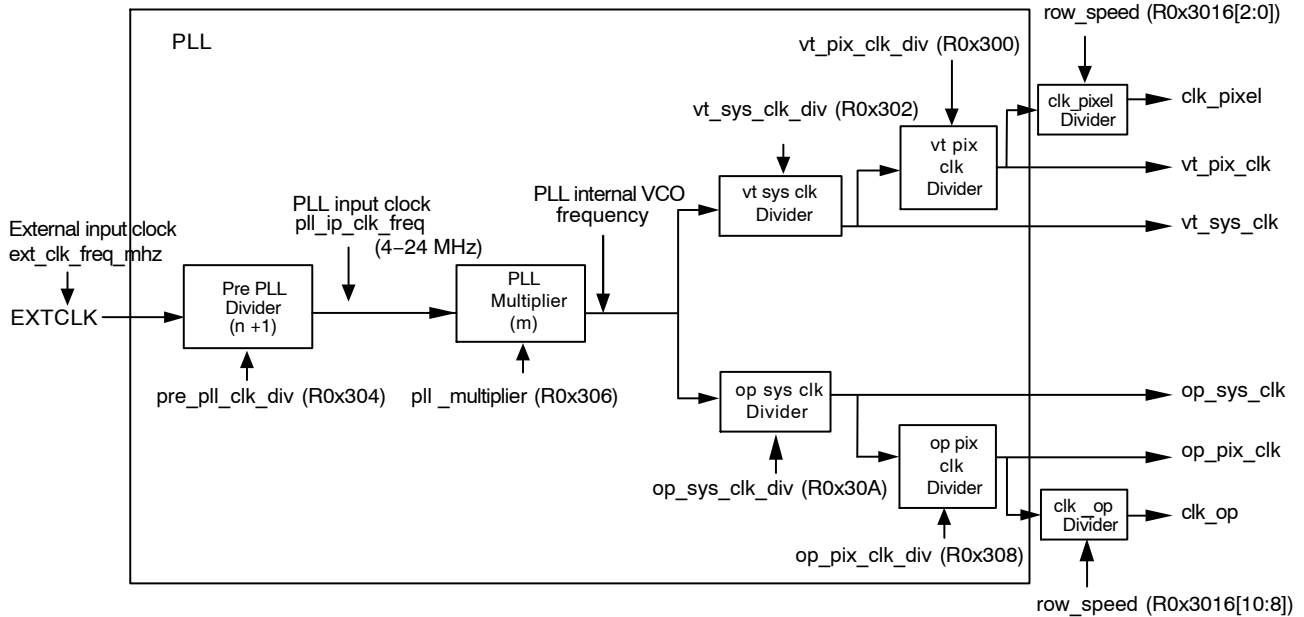 row_speed (R0x3016[2:0])
PLL
vt_pix_clk_div (R0x300)
clk_pixel
Divider
clk_pixel
vt_sys_clk_div (R0x302)
vt pix
clk
Divider
vt_pix_clk
PLL input clock
pll_ip_clk_freq
(4–24 MHz)
PLL internal VCO
frequency
vt sys clk
Divider
vt_sys_clk
External input clock
ext_clk_freq_mhz
EXTCLK
Pre PLL
Divider
(n +1)
PLL
Multiplier
(m)
pre_pll_clk_div (R0x304)
pll _multiplier (R0x306)
op sys clk
Divider
op_sys_clk
op_sys_clk_div (R0x30A)
op pix
clk
Divider
op_pix_clk
clk _op
Divider
clk_op
op_pix_clk_div (R0x308)
row_speed (R0x3016[10:8])